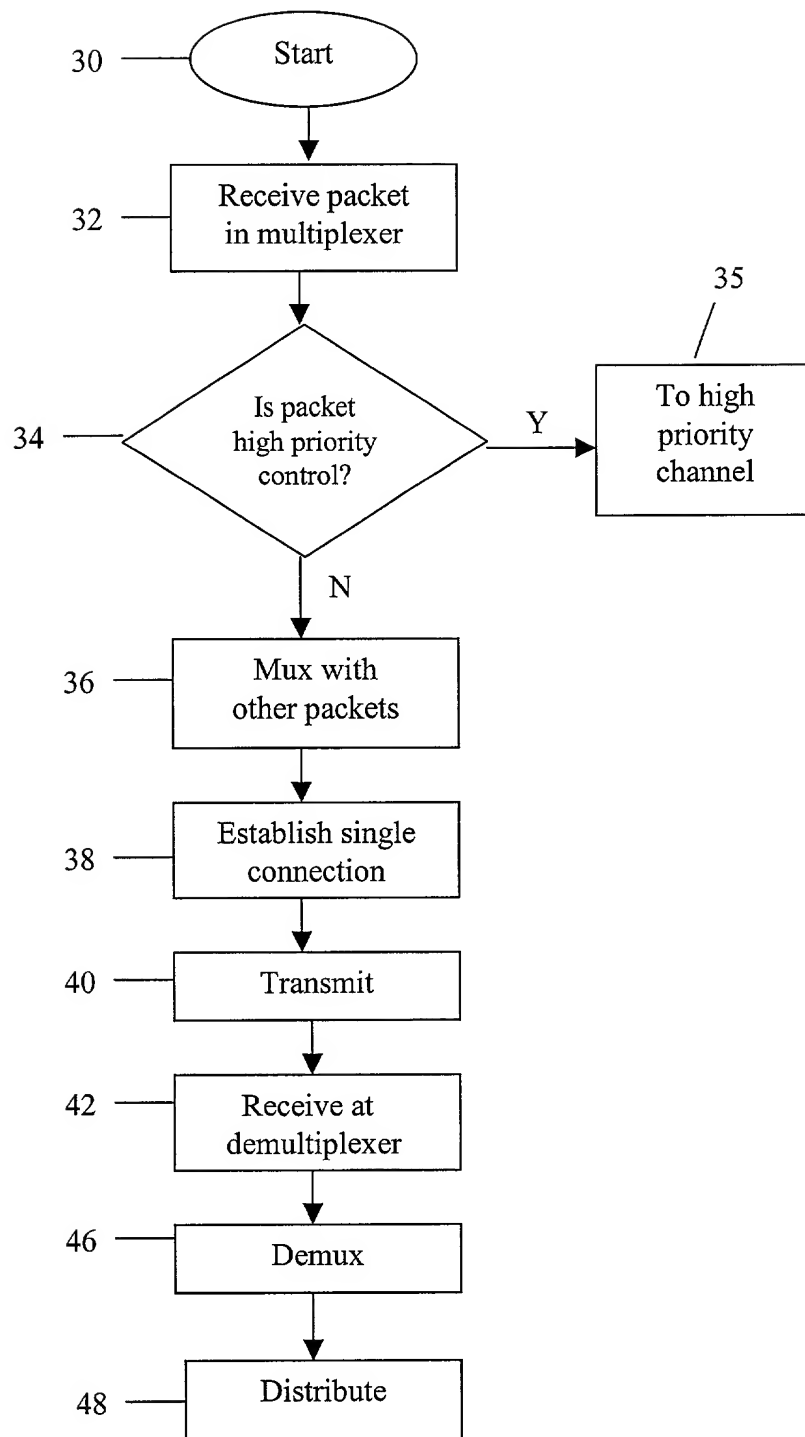 30
Start
32
Receive packet
in multiplexer
35
34
Is packet
high priority
control?
Y
To high
priority
channel
N
36
Mux with
other packets
38
Establish single
connection
40
Transmit
42
Receive at
demultiplexer
46
Demux
48
Distribute